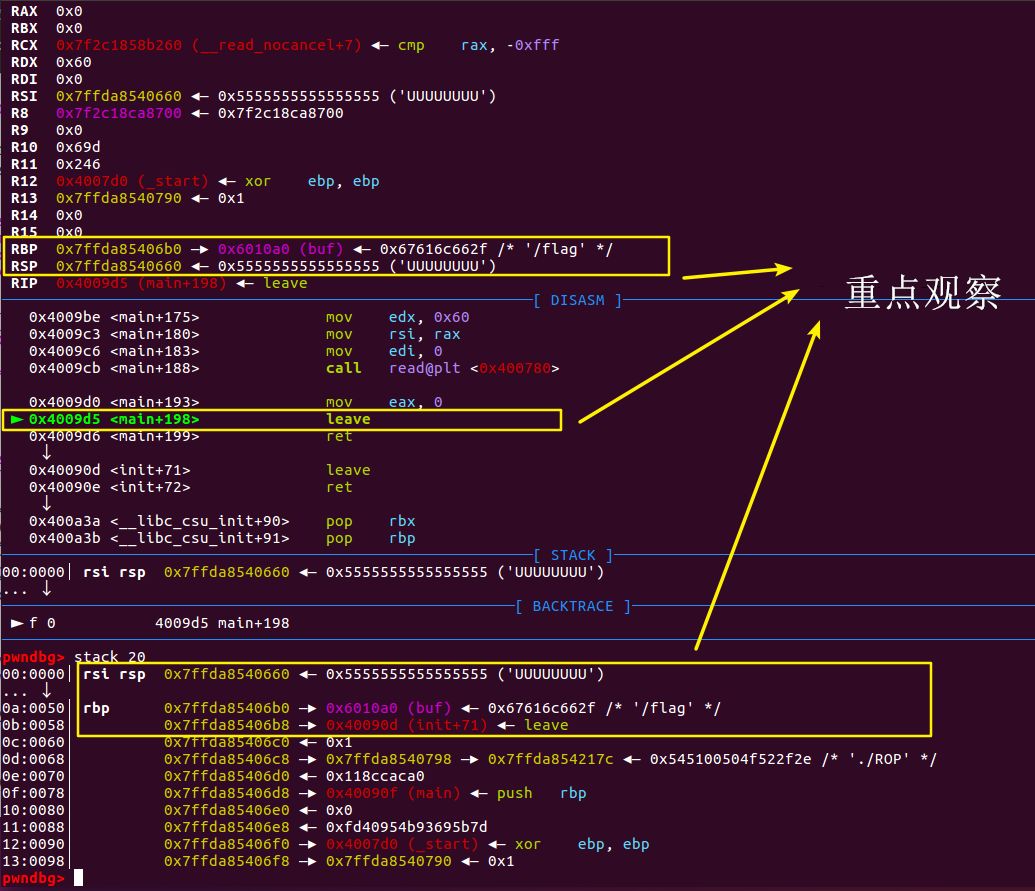 RAX 0x0
RBX 0x0
RCX 0x7f2c1858b260 (__read_nocancel+7) ◂— cmp rax, -0xfff
RDX 0x60
RDI 0x0
RSI 0x7ffda8540660 ◂— 0x5555555555555555 ('UUUUUUUU')
R8 0x7f2c18ca8700 ◂— 0x7f2c18ca8700
R9 0x0
R10 0x69d
R11 0x246
R12 0x4007d0 (_start) ◂— xor ebp, ebp
R13 0x7ffda8540790 ◂— 0x1
R14 0x0
R15 0x0
RBP 0x7ffda85406b0 —▸ 0x6010a0 (buf) ◂— 0x67616c662f /* '/flag' */
RSP 0x7ffda8540660 ◂— 0x5555555555555555 ('UUUUUUUU')
RIP 0x4009d5 (main+198) ◂— leave
重点观察
[ DISASM ]
0x4009be <main+175> mov edx, 0x60
0x4009c3 <main+180> mov rsi, rax
0x4009c6 <main+183> mov edi, 0
0x4009cb <main+188> call read@plt <0x400780>
0x4009d0 <main+193> mov eax, 0
► 0x4009d5 <main+198> leave
0x4009d6 <main+199> ret
↓
0x40090d <init+71> leave
0x40090e <init+72> ret
↓
0x400a3a <__libc_csu_init+90> pop rbx
0x400a3b <__libc_csu_init+91> pop rbp
[ STACK ]
00:0000│ rsi rsp 0x7ffda8540660 ◂— 0x5555555555555555 ('UUUUUUUU')
... ↓
[ BACKTRACE ]
► f 0 4009d5 main+198
pwndbg> stack 20
00:0000│ rsi rsp 0x7ffda8540660 ◂— 0x5555555555555555 ('UUUUUUUU')
... ↓
0a:0050│ rbp 0x7ffda85406b0 —▸ 0x6010a0 (buf) ◂— 0x67616c662f /* '/flag' */
0b:0058│ 0x7ffda85406b8 —▸ 0x40090d (init+71) ◂— leave
0c:0060│ 0x7ffda85406c0 ◂— 0x1
0d:0068│ 0x7ffda85406c8 —▸ 0x7ffda8540798 —▸ 0x7ffda854217c ◂— 0x545100504f522f2e /* './ROP' */
0e:0070│ 0x7ffda85406d0 ◂— 0x118ccaca0
0f:0078│ 0x7ffda85406d8 —▸ 0x40090f (main) ◂— push rbp
10:0080│ 0x7ffda85406e0 ◂— 0x0
11:0088│ 0x7ffda85406e8 ◂— 0xfd40954b93695b7d
12:0090│ 0x7ffda85406f0 —▸ 0x4007d0 (_start) ◂— xor ebp, ebp
13:0098│ 0x7ffda85406f8 —▸ 0x7ffda8540790 ◂— 0x1
pwndbg>